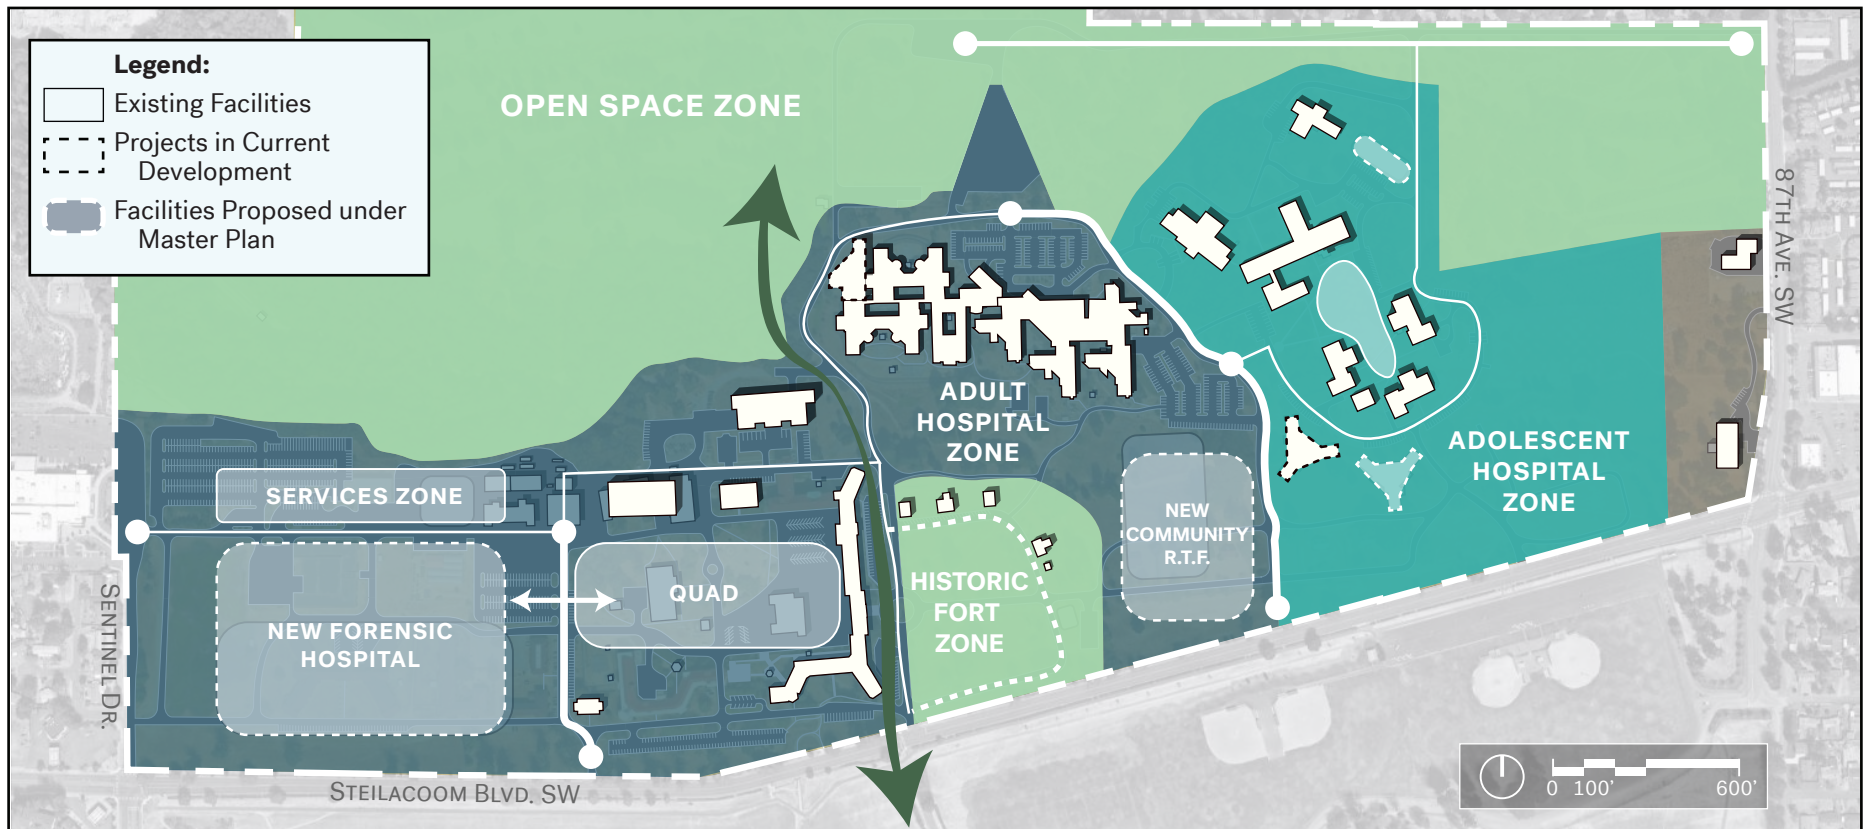 Legend:
Existing Facilities
Projects in Current
Development
Facilities Proposed under
Master Plan
OPEN SPACE ZONE
87TH AVE. SW
ADULT
HOSPITAL
ZONE
ADOLESCENT
HOSPITAL
ZONE
SERVICES ZONE
NEW
COMMUNITY
R.T.F.
HISTORIC
FORT
ZONE
QUAD
NEW FORENSIC
HOSPITAL
SENTINEL DR.
STEILACOOM BLVD. SW
0 100' 600'